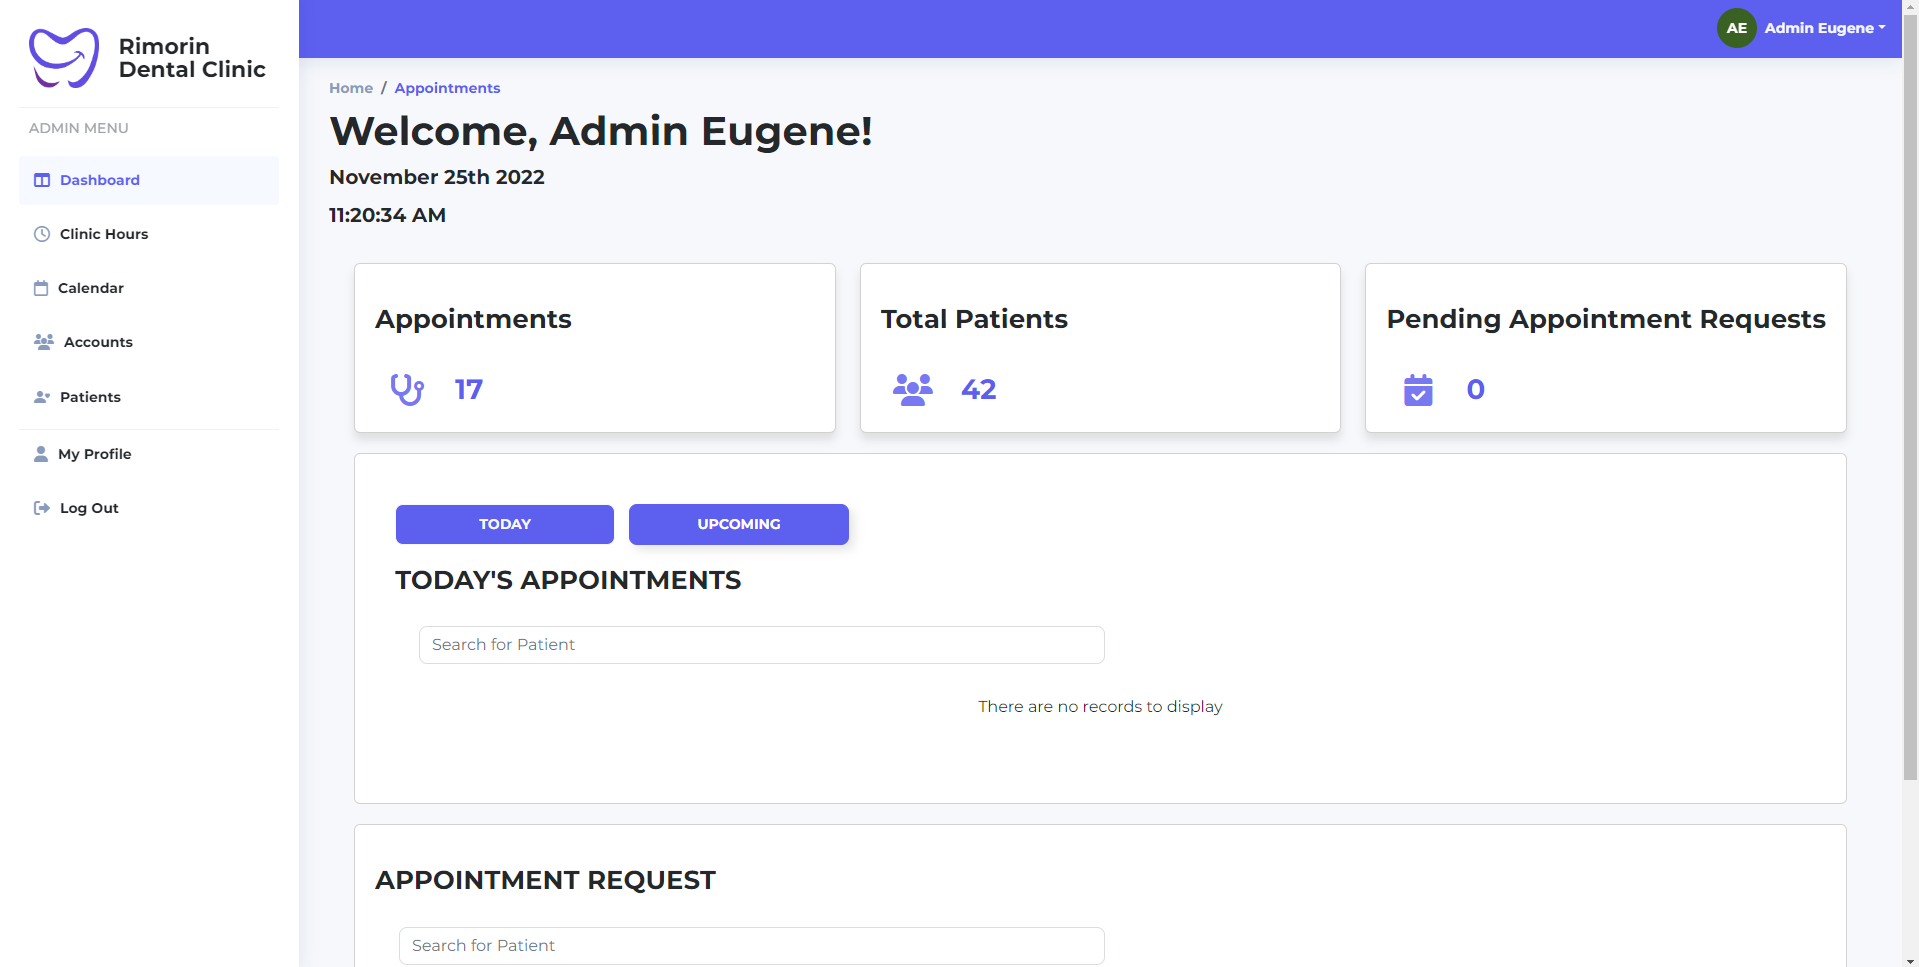 Rimorin
Dental Clinic
ADMIN MENU
Dashboard
Clinic Hours
Calendar
Accounts
Patients
My Profile
Log Out
AE Admin Eugene
Home / Appointments
Welcome, Admin Eugene!
November 25th 2022
11:20:34 AM
Appointments
17
Total Patients
42
Pending Appointment Requests
0
TODAY UPCOMING
TODAY'S APPOINTMENTS
Search for Patient
There are no records to display
APPOINTMENT REQUEST
Search for Patient